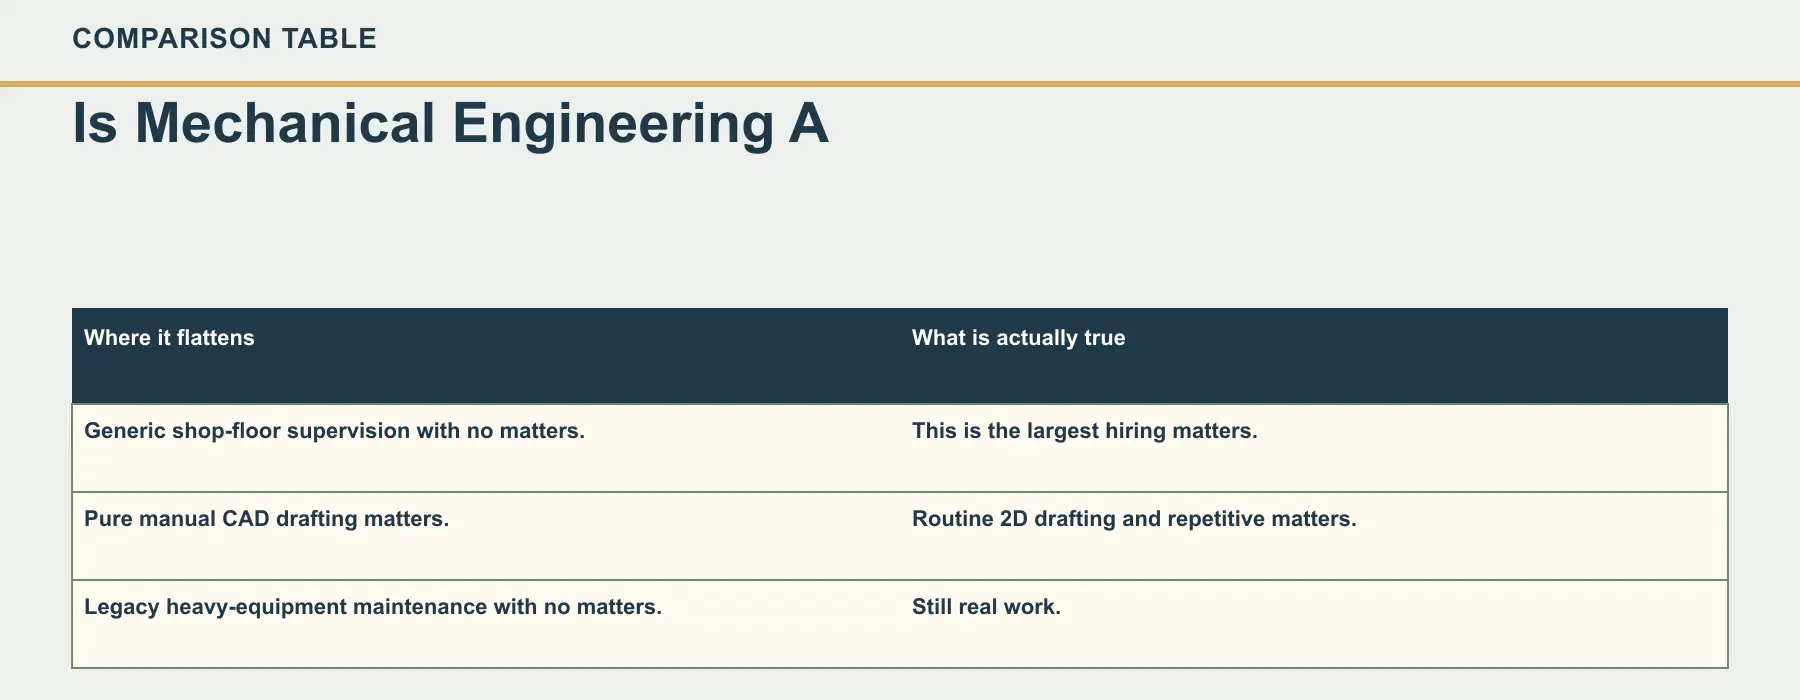 COMPARISON TABLE
Is Mechanical Engineering A
Where it flattens
What is actually true
Generic shop-floor supervision with no matters.
This is the largest hiring matters.
Pure manual CAD drafting matters.
Routine 2D drafting and repetitive matters.
Legacy heavy-equipment maintenance with no matters.
Still real work.